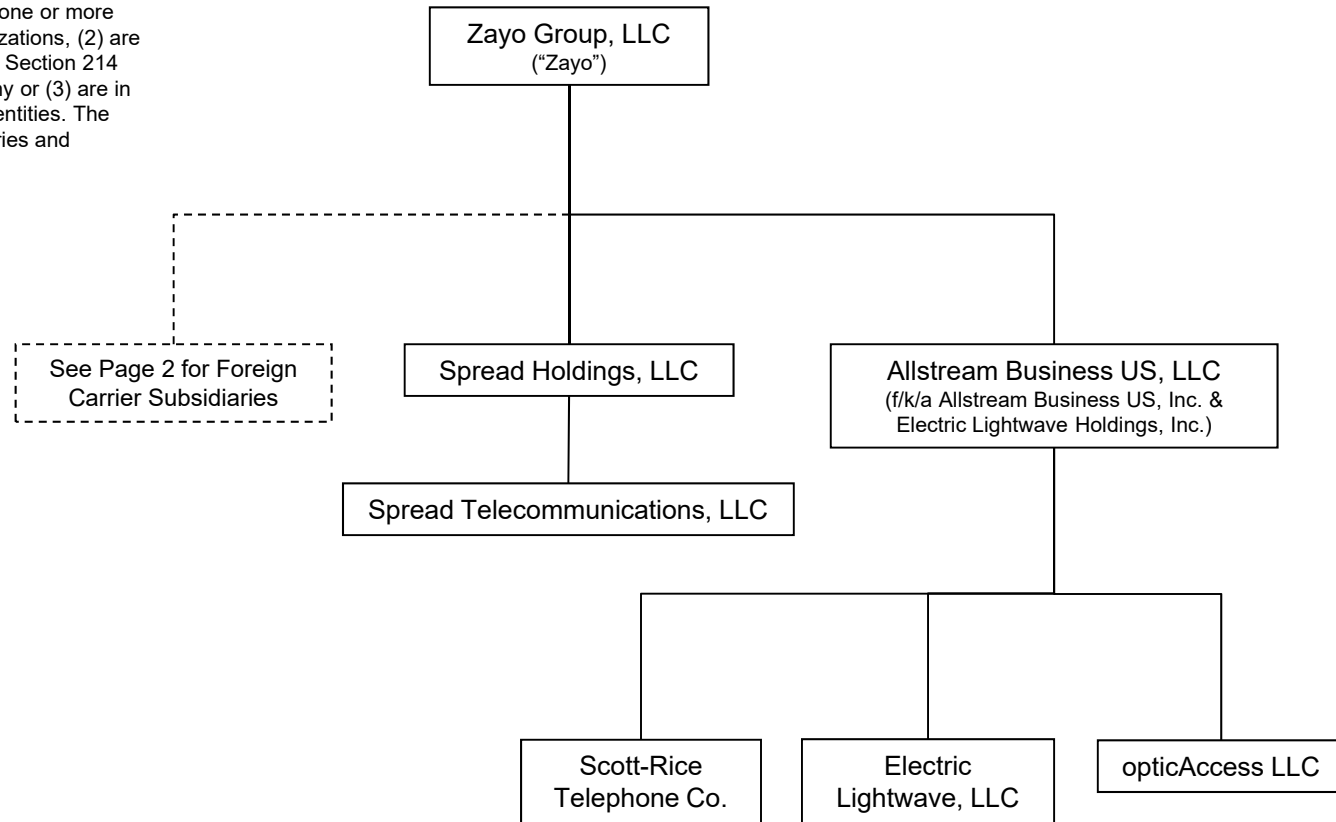 one or more
zations, (2) are
Section 214
ny or (3) are in
entities. The
ries and
Zayo Group, LLC
(“Zayo”)
See Page 2 for Foreign
Carrier Subsidiaries
Spread Holdings, LLC
Allstream Business US, LLC
(f/k/a Allstream Business US, Inc. &
Electric Lightwave Holdings, Inc.)
Spread Telecommunications, LLC
Scott-Rice
Telephone Co.
Electric
Lightwave, LLC
opticAccess LLC